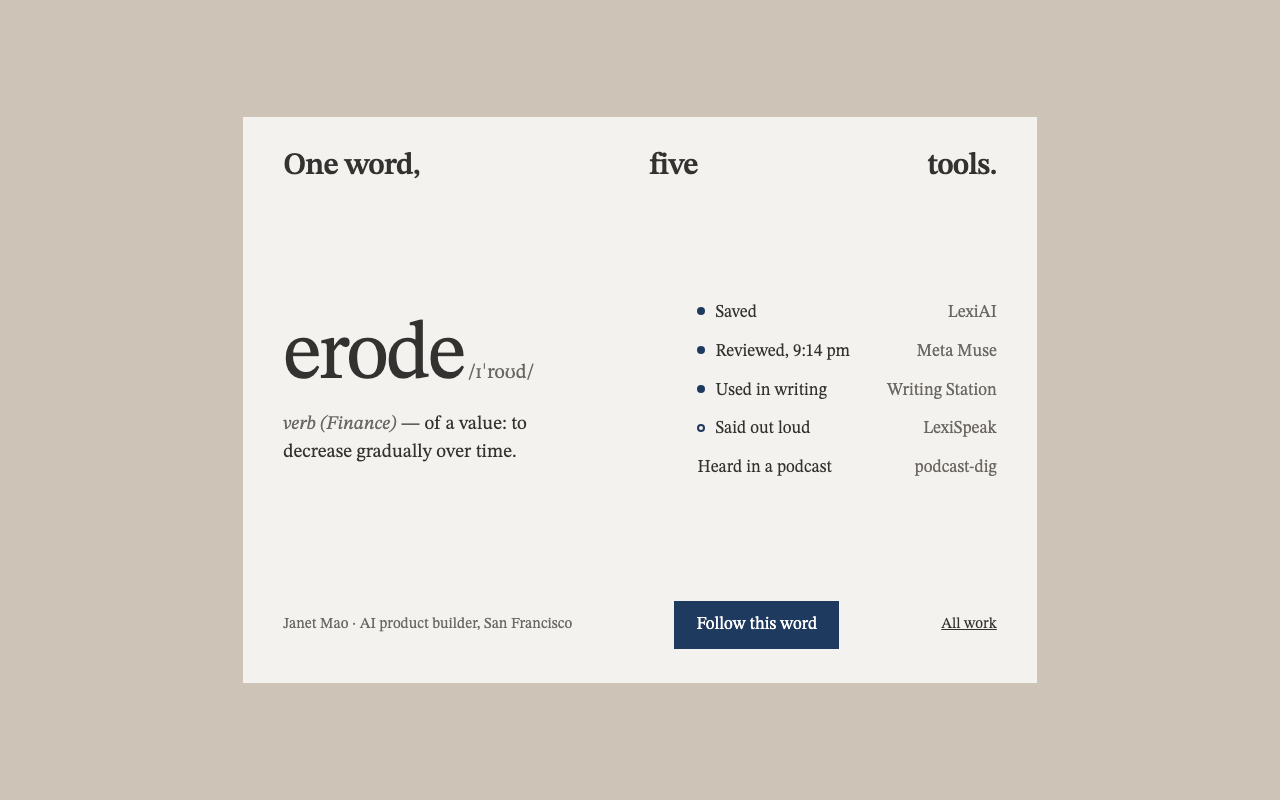 One word, five tools.
erode /ɪˈroʊd/
verb (Finance) — of a value: to
decrease gradually over time.
Saved LexiAI
Reviewed, 9:14 pm Meta Muse
Used in writing Writing Station
Said out loud LexiSpeak
Heard in a podcast podcast-dig
Janet Mao · AI product builder, San Francisco
Follow this word
All work